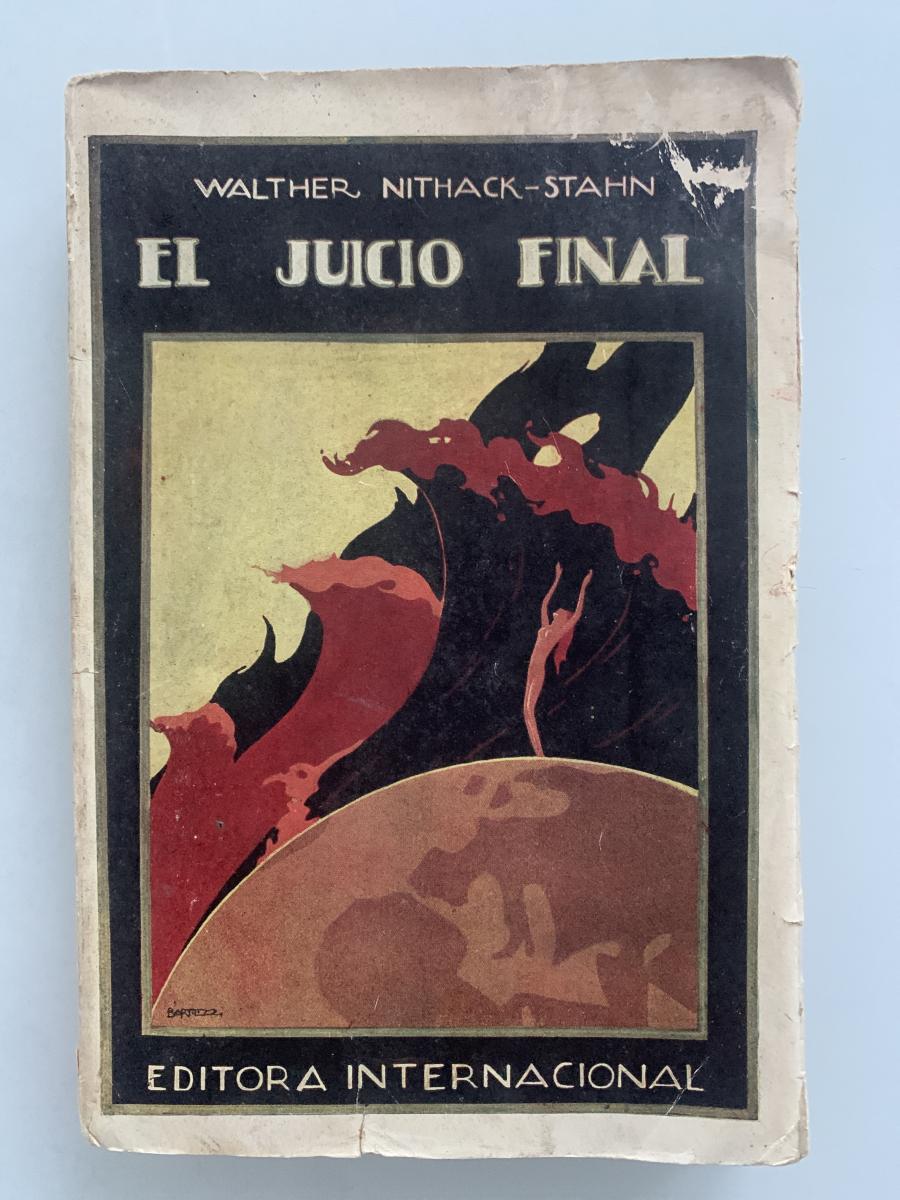 WALTHER NITHACK-STAHN
EL JUICIO FINAL
EDITORA INTERNACIONAL